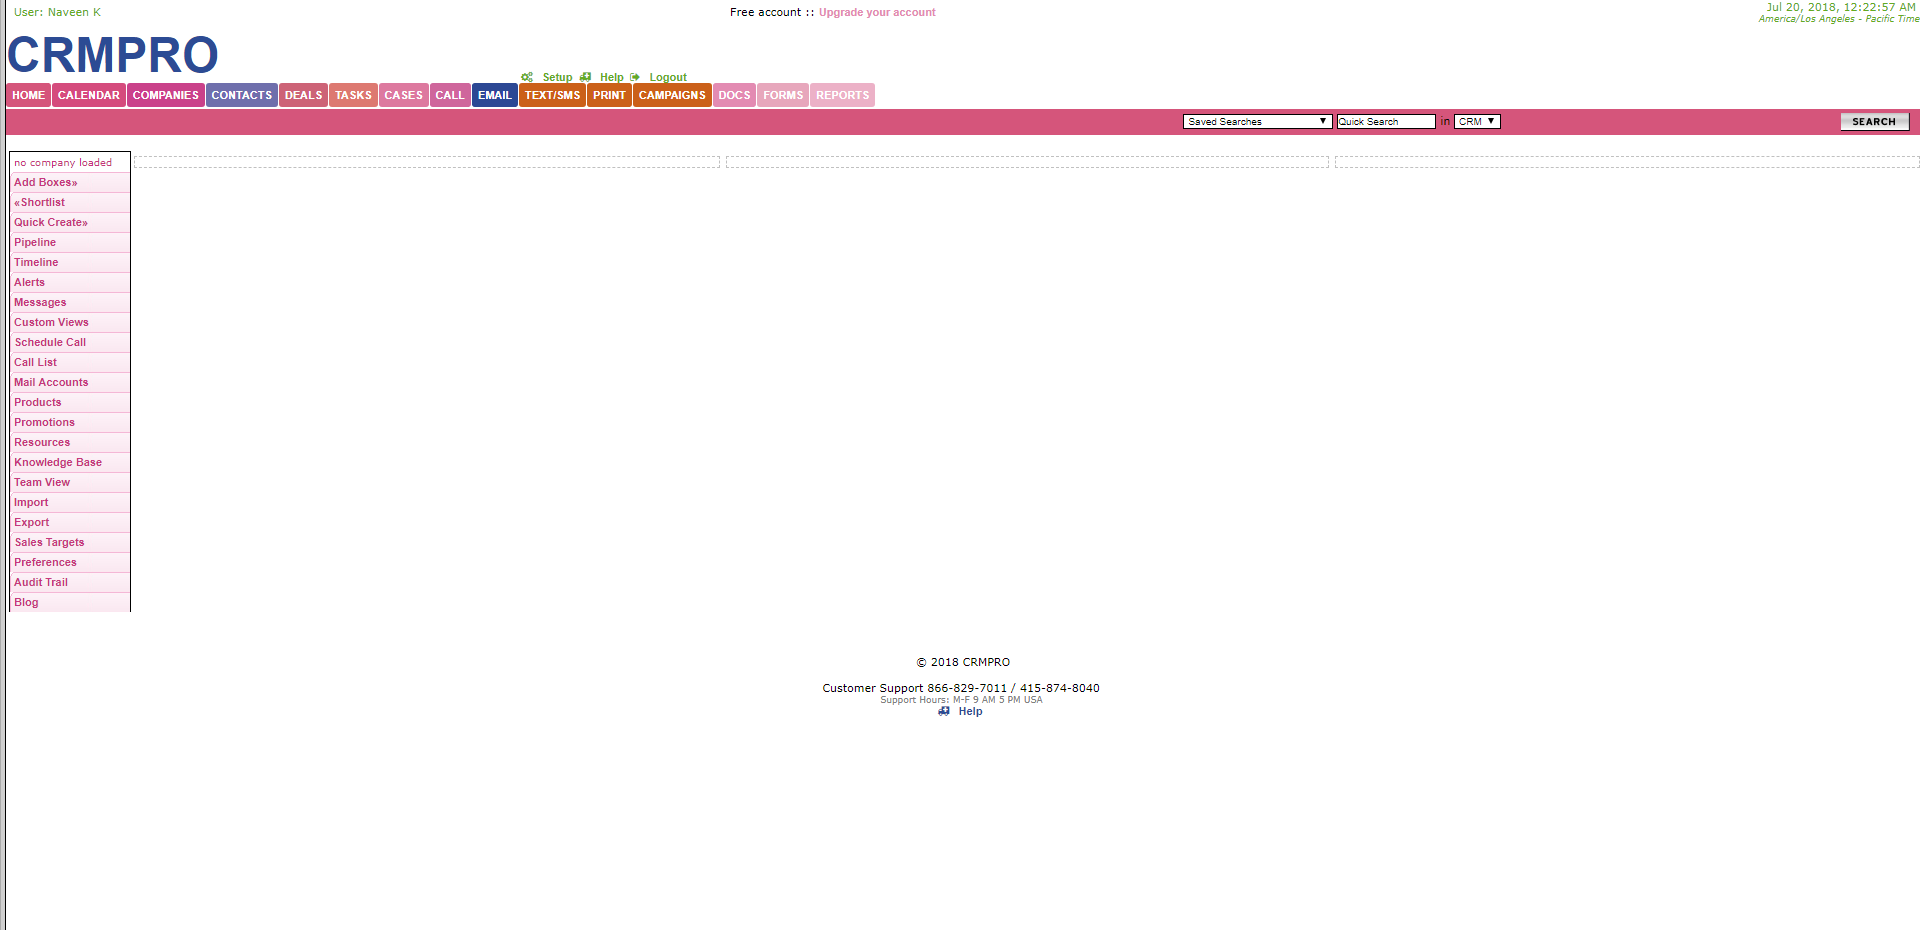 User: Naveen K
Free account :: Upgrade your account
Jul 20, 2018, 12:22:57 AM
America/Los Angeles - Pacific Time
CRMPRO
Setup Help Logout
HOME CALENDAR COMPANIES CONTACTS DEALS TASKS CASES CALL EMAIL TEXT/SMS PRINT CAMPAIGNS DOCS FORMS REPORTS
Saved Searches Quick Search in CRM SEARCH
no company loaded
Add Boxes»
«Shortlist
Quick Create»
Pipeline
Timeline
Alerts
Messages
Custom Views
Schedule Call
Call List
Mail Accounts
Products
Promotions
Resources
Knowledge Base
Team View
Import
Export
Sales Targets
Preferences
Audit Trail
Blog
© 2018 CRMPRO
Customer Support 866-829-7011 / 415-874-8040
Support Hours: M-F 9 AM 5 PM USA
Help